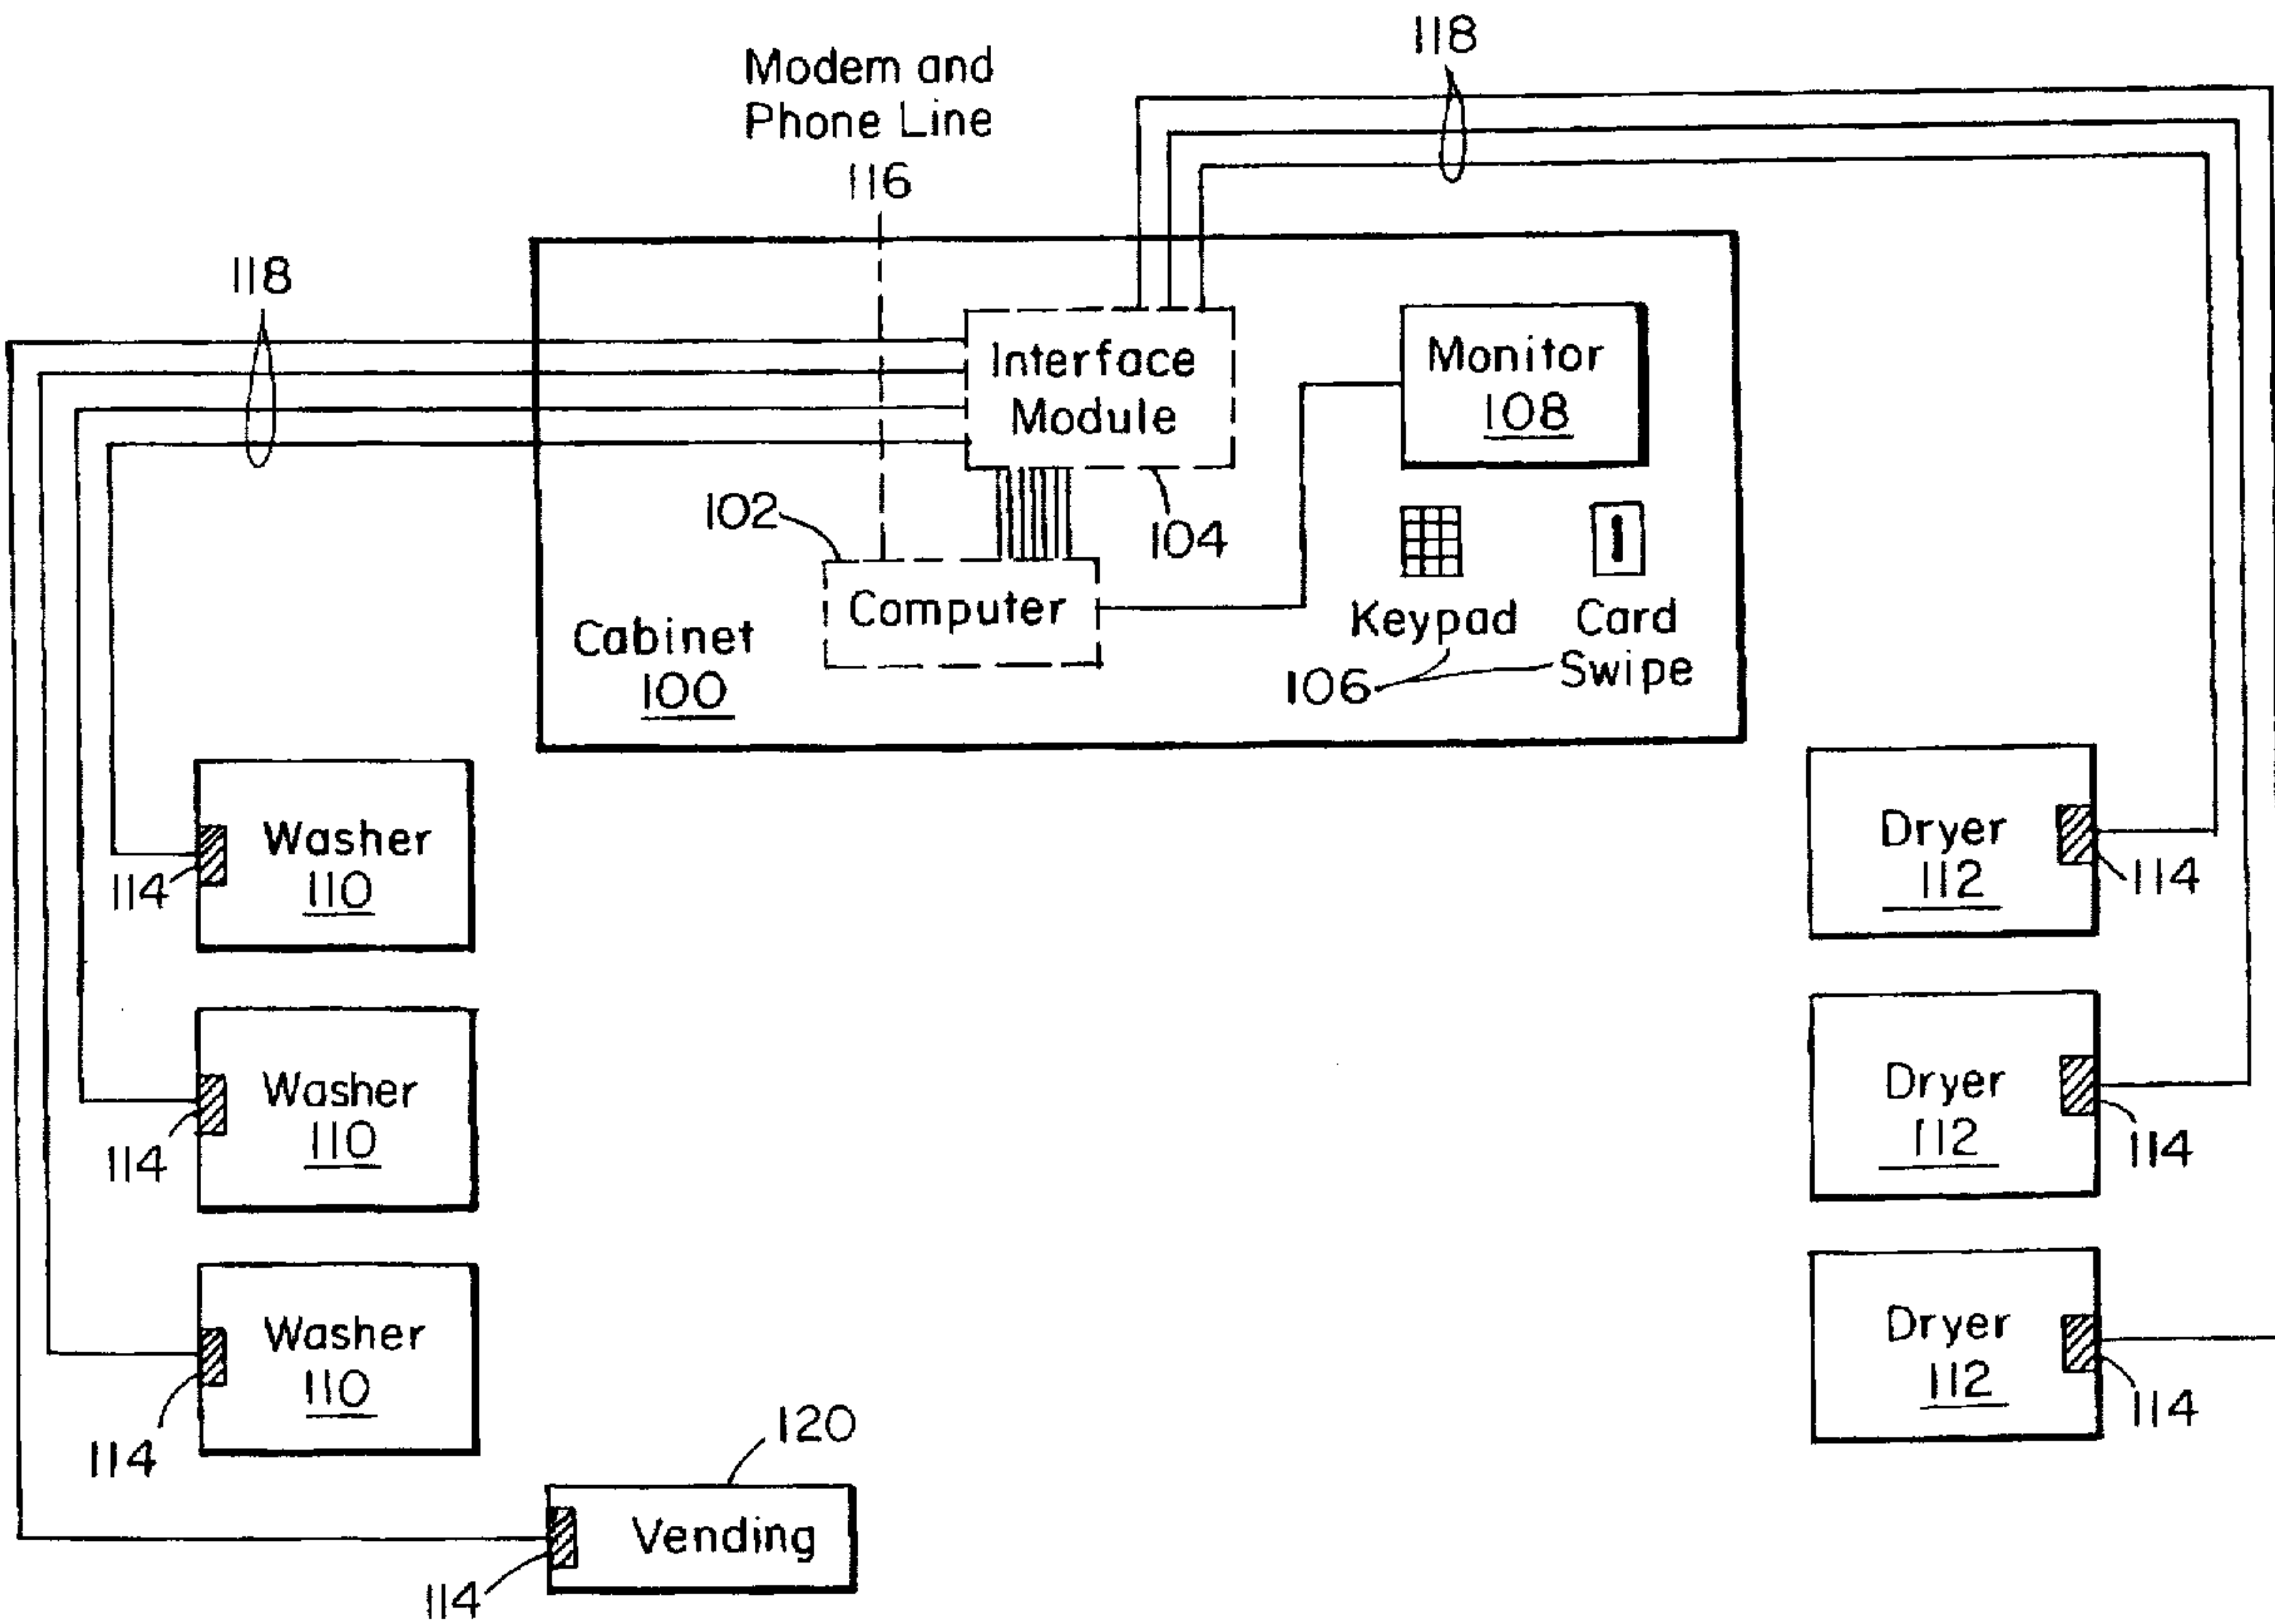 Modem and
Phone Line
116
118
118
Interface
Module
104
Monitor
108
102
Computer
Cabinet
100
Keypad
Card
Swipe
106
Washer
110
114
Washer
110
114
Washer
110
114
Dryer
112
114
Dryer
112
114
Dryer
112
114
120
Vending
114